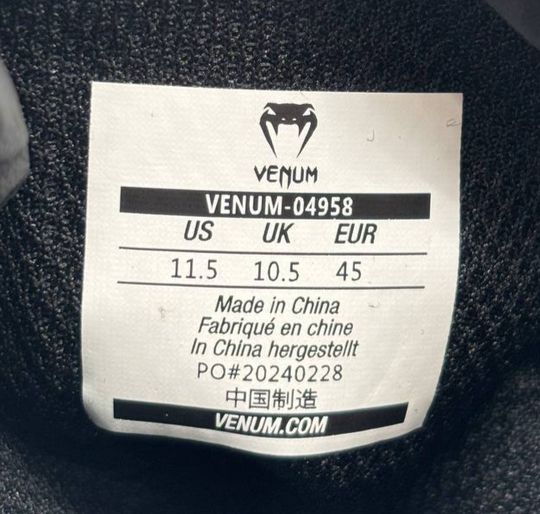 VENUM
VENUM-04958
US UK EUR
11.5 10.5 45
Made in China
Fabriqué en chine
In China hergestellt
PO#20240228
中国制造
VENUM.COM